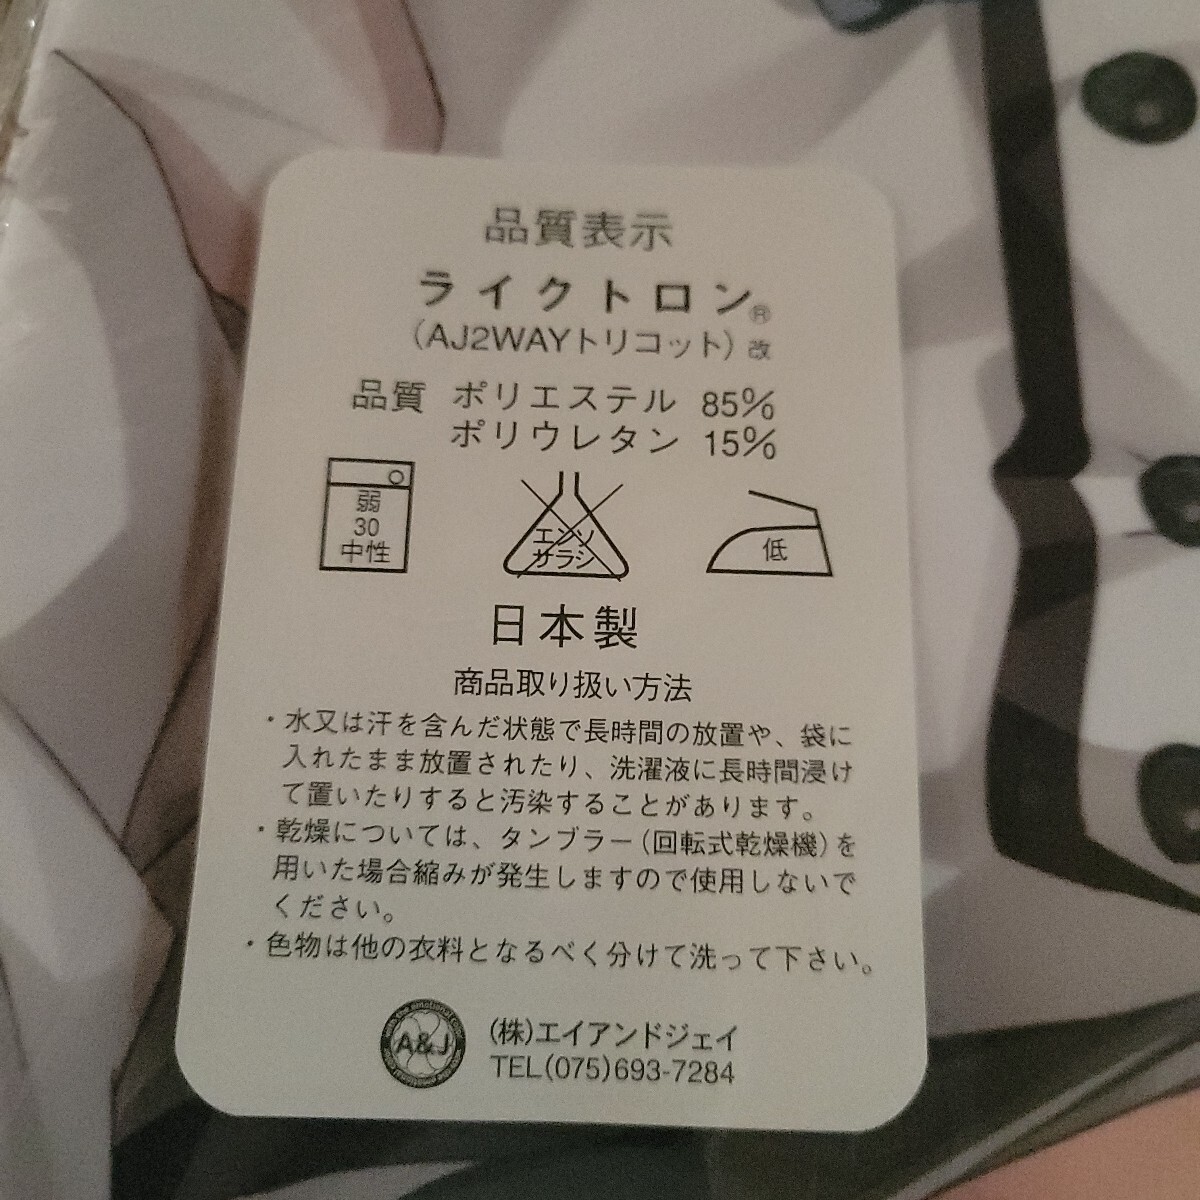 品質表示
ライクトロン®
(AJ2WAYトリコット)改
品質 ポリエステル 85%
ポリウレタン 15%
弱
30
中性
エンソ
サラシ
低
日本製
商品取り扱い方法
・水又は汗を含んだ状態で長時間の放置や、袋に
入れたまま放置されたり、洗濯液に長時間浸け
て置いたりすると汚染することがあります。
・乾燥については、タンブラー(回転式乾燥機)を
用いた場合縮みが発生しますので使用しないで
ください。
・色物は他の衣料となるべく分けて洗って下さい。
A&J
(株)エイアンドジェイ
TEL(075)693-7284